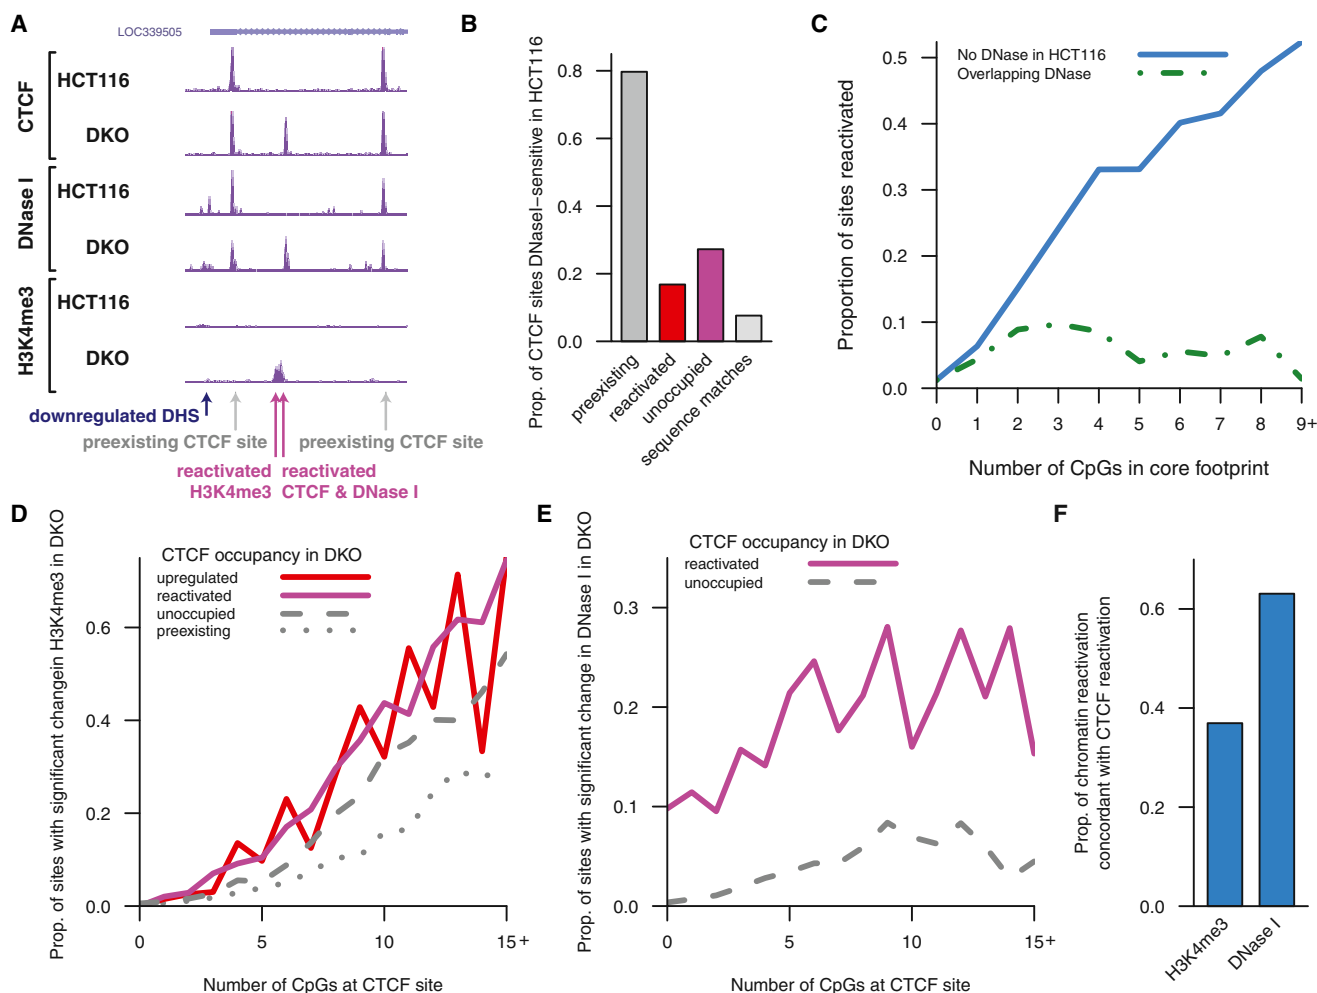 A
LOC339505
CTCF
HCT116
DKO
DNase I
HCT116
DKO
H3K4me3
HCT116
DKO
downregulated DHS
preexisting CTCF site
preexisting CTCF site
reactivated
H3K4me3
reactivated
CTCF & DNase I
B
Prop. of CTCF sites DNaseI−sensitive in HCT116
0.8
0.6
0.4
0.2
0.0
preexisting
reactivated
unoccupied
sequence matches
C
Proportion of sites reactivated
0.5
0.4
0.3
0.2
0.1
0.0
No DNase in HCT116
Overlapping DNase
0 1 2 3 4 5 6 7 8 9+
Number of CpGs in core footprint
D
Prop. of sites with significant changein H3K4me3 in DKO
CTCF occupancy in DKO
upregulated
reactivated
unoccupied
preexisting
0.6
0.4
0.2
0.0
0 5 10 15+
Number of CpGs at CTCF site
E
Prop. of sites with significant change in DNase I in DKO
CTCF occupancy in DKO
reactivated
unoccupied
0.3
0.2
0.1
0.0
0 5 10 15+
Number of CpGs at CTCF site
F
Prop. of chromatin reactivation
concordant with CTCF reactivation
0.6
0.4
0.2
0.0
H3K4me3
DNase I